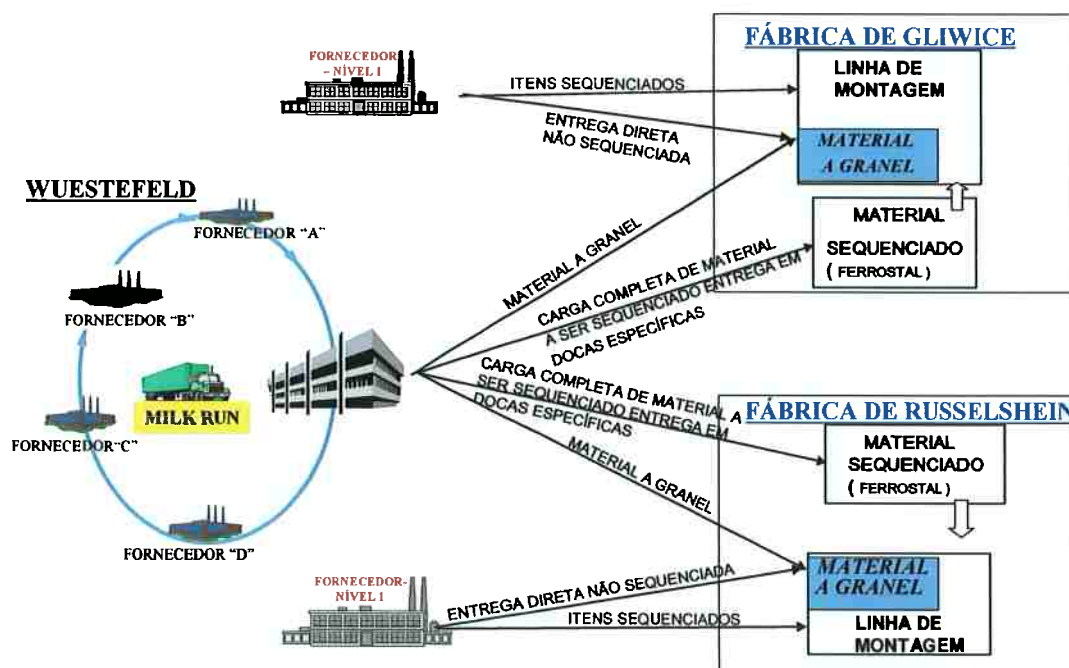 FÁBRICA DE GLIWICE
FORNECEDOR
– NÍVEL 1
ITENS SEQUENCIADOS
ENTREGA DIRETA
NÃO SEQUENCIADA
LINHA DE
MONTAGEM
MATERIAL
A GRANEL
MATERIAL
SEQUENCIADO
( FERROSTAL )
WUESTEFELD
FORNECEDOR “A”
FORNECEDOR “B”
FORNECEDOR“C”
FORNECEDOR “D”
MILK RUN
MATERIAL A GRANEL
CARGA COMPLETA DE MATERIAL
A SER SEQUENCIADO ENTREGA EM
DOCAS ESPECÍFICAS
CARGA COMPLETA DE MATERIAL A
SER SEQUENCIADO ENTREGA EM
DOCAS ESPECÍFICAS
MATERIAL A GRANEL
FÁBRICA DE RUSSELSHEIN
MATERIAL
SEQUENCIADO
( FERROSTAL )
FORNECEDOR-
NÍVEL 1
ENTREGA DIRETA NÃO SEQUENCIADA
ITENS SEQUENCIADOS
MATERIAL
A GRANEL
LINHA DE
MONTAGEM